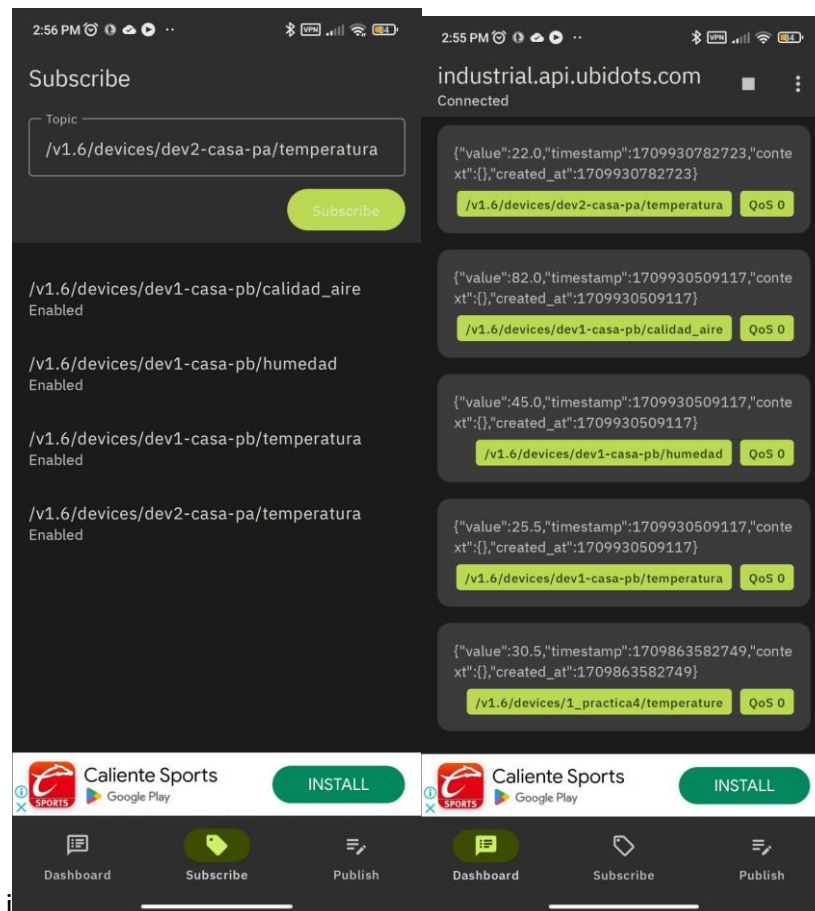 2:56 PM
VPN
84
Subscribe
Topic
/v1.6/devices/dev2-casa-pa/temperatura
Subscribe
/v1.6/devices/dev1-casa-pb/calidad_aire
Enabled
/v1.6/devices/dev1-casa-pb/humedad
Enabled
/v1.6/devices/dev1-casa-pb/temperatura
Enabled
/v1.6/devices/dev2-casa-pa/temperatura
Enabled
SPORTS
Caliente Sports
Google Play
INSTALL
Dashboard
Subscribe
Publish
i
2:55 PM
VPN
84
industrial.api.ubidots.com
Connected
{"value":22.0,"timestamp":1709930782723,"conte
xt":{},"created_at":1709930782723}
/v1.6/devices/dev2-casa-pa/temperatura QoS 0
{"value":82.0,"timestamp":1709930509117,"conte
xt":{},"created_at":1709930509117}
/v1.6/devices/dev1-casa-pb/calidad_aire QoS 0
{"value":45.0,"timestamp":1709930509117,"conte
xt":{},"created_at":1709930509117}
/v1.6/devices/dev1-casa-pb/humedad QoS 0
{"value":25.5,"timestamp":1709930509117,"conte
xt":{},"created_at":1709930509117}
/v1.6/devices/dev1-casa-pb/temperatura QoS 0
{"value":30.5,"timestamp":1709863582749,"conte
xt":{},"created_at":1709863582749}
/v1.6/devices/1_practica4/temperature QoS 0
SPORTS
Caliente Sports
Google Play
INSTALL
Dashboard
Subscribe
Publish